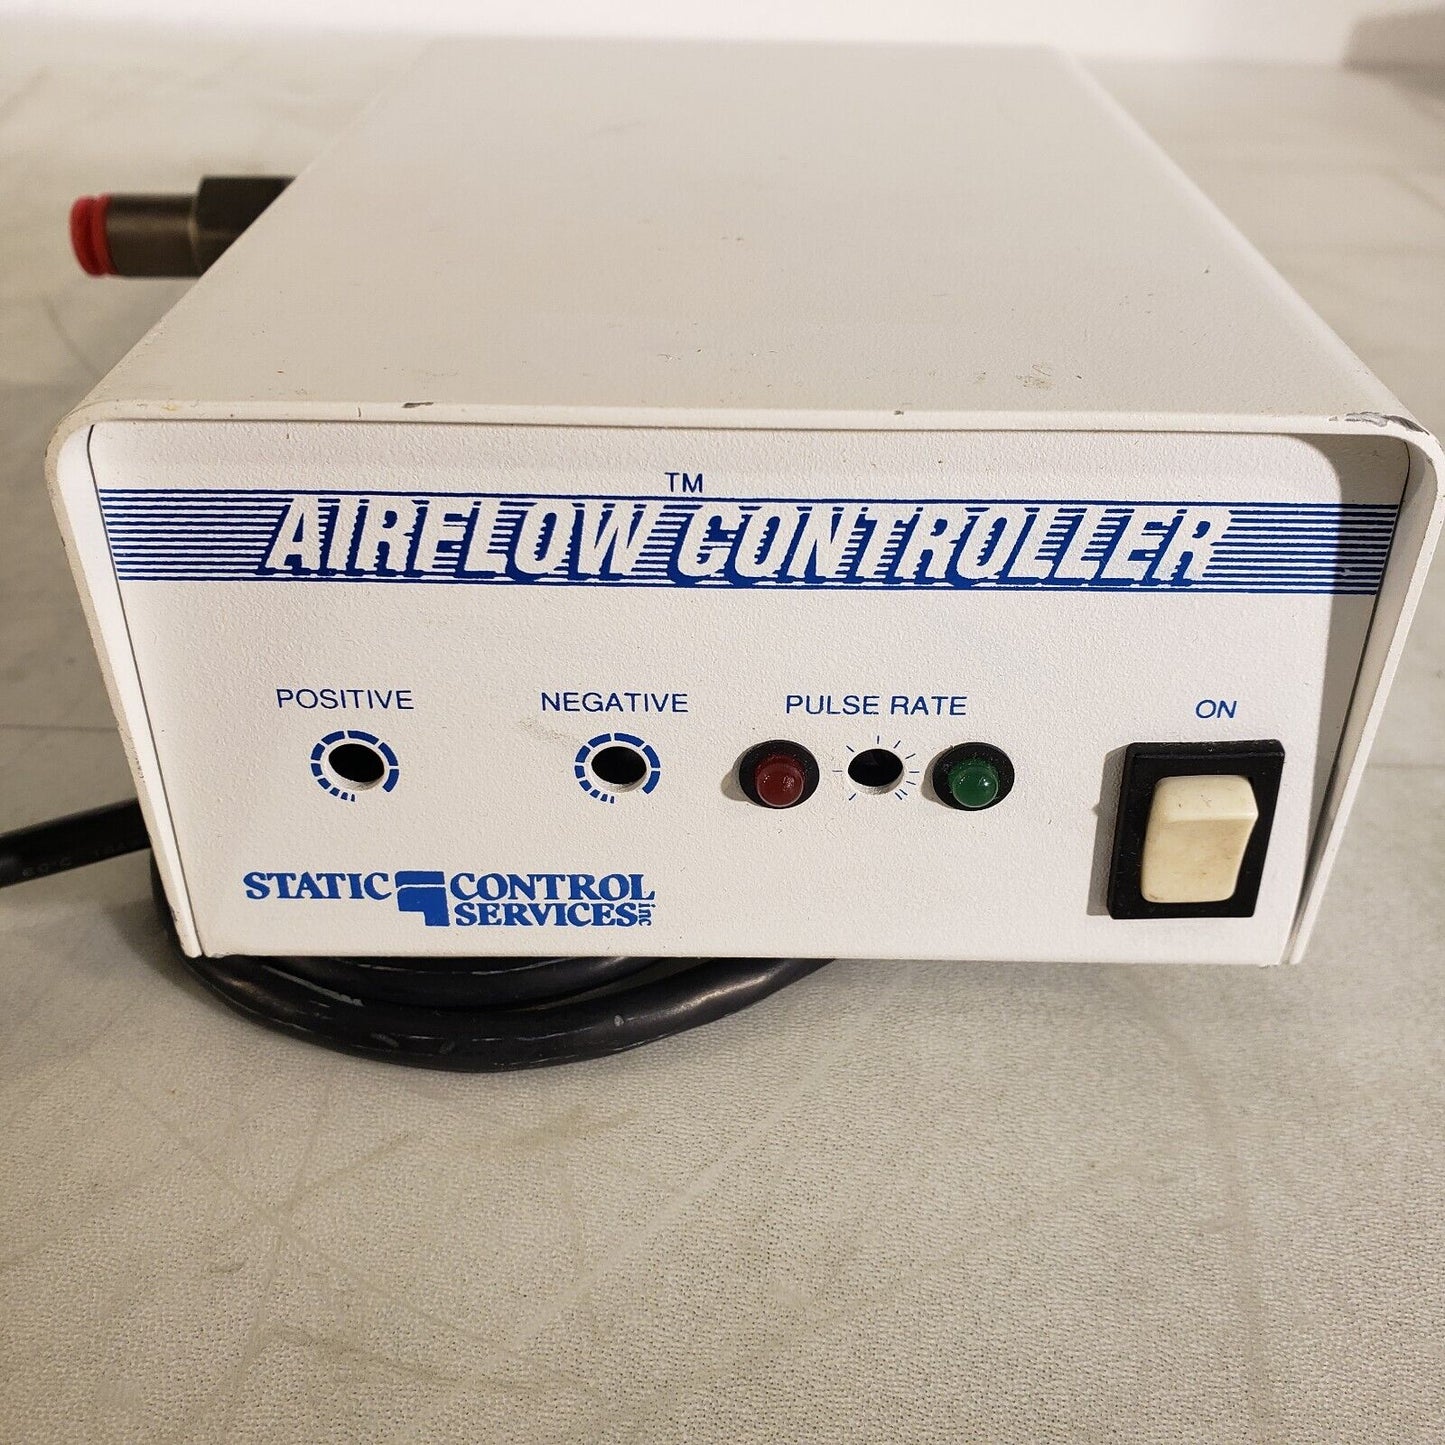 TM
AIRFLOW CONTROLLER
POSITIVE NEGATIVE PULSE RATE ON
STATIC CONTROL
SERVICES inc